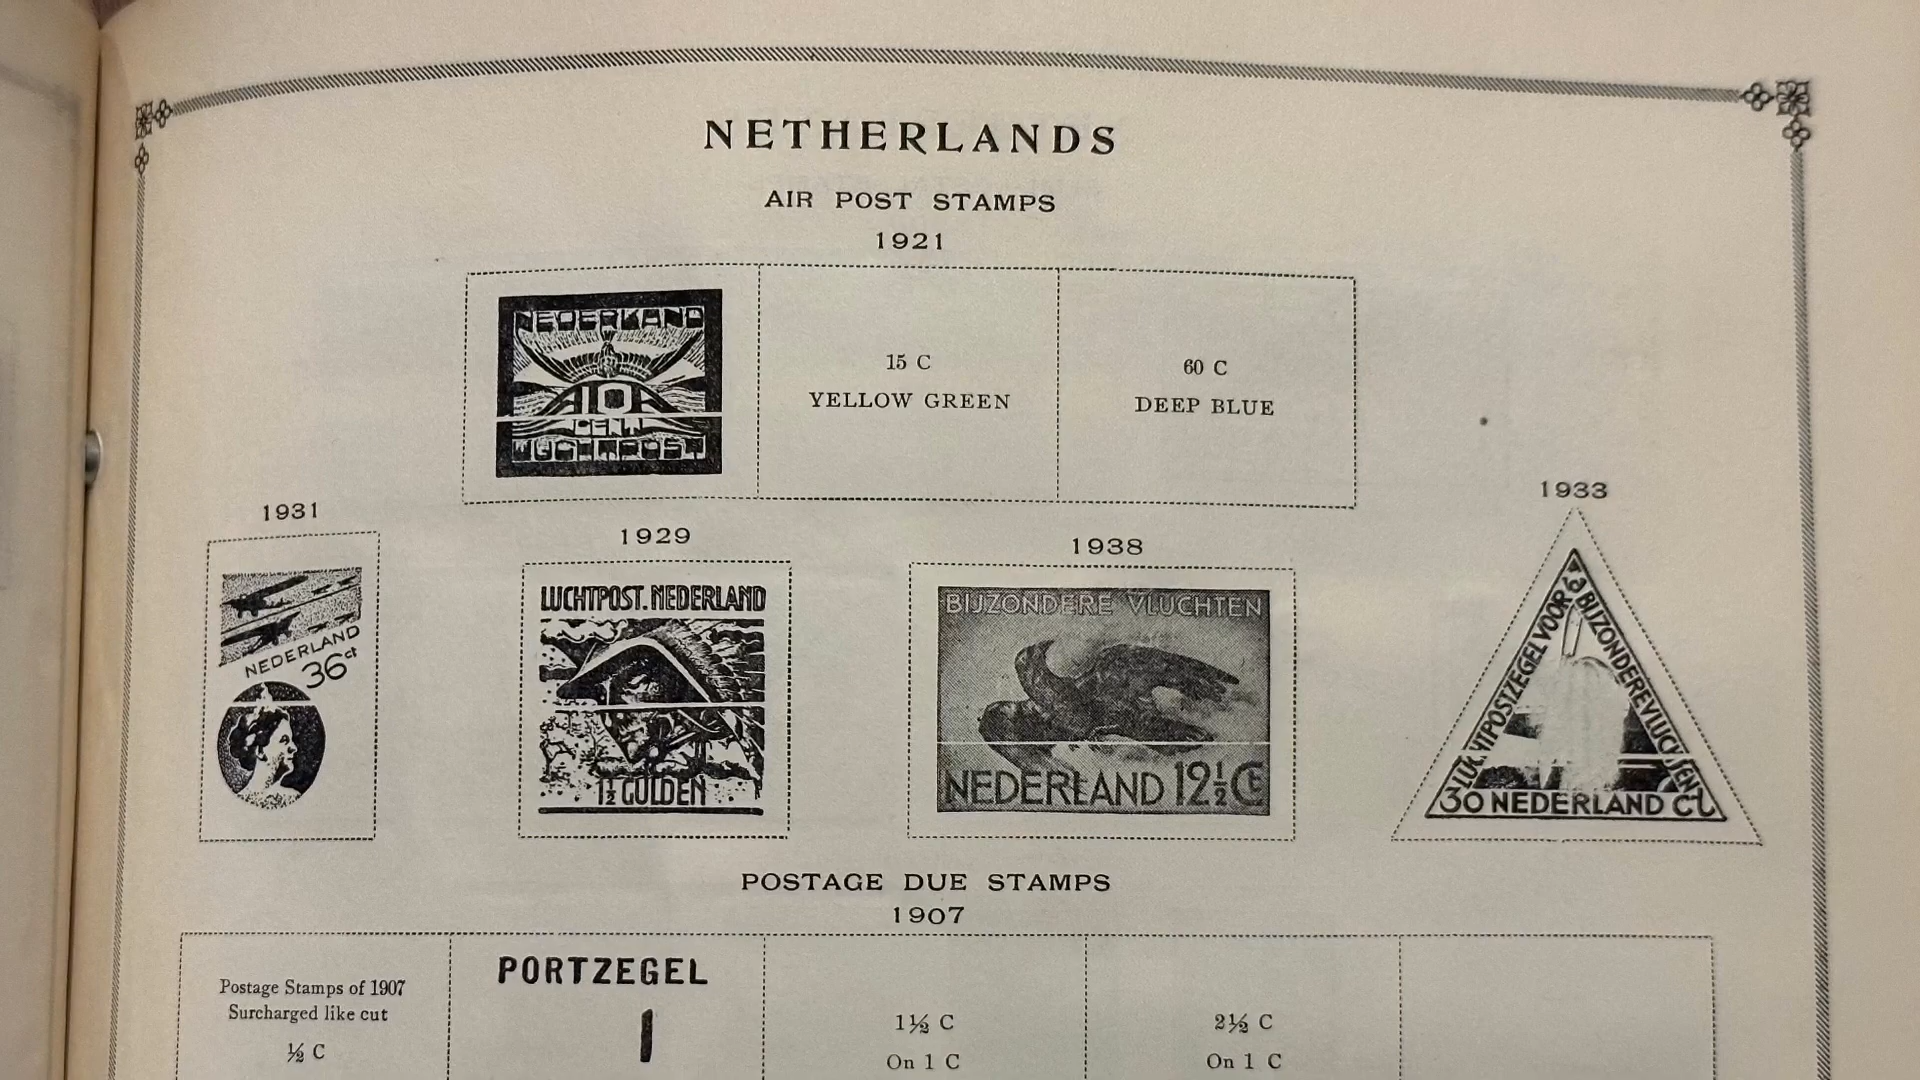 NETHERLANDS
AIR POST STAMPS
1921
NEDERLAND
10
CENT
LUCHTPOST
15 C
YELLOW GREEN
60 C
DEEP BLUE
1931
NEDERLAND
36ct
1929
LUCHTPOST. NEDERLAND
1½ GULDEN
1938
BIJZONDERE VLUCHTEN
NEDERLAND 12½ CT
1933
LUCHTPOSTZEGEL VOOR
BIJZONDERE VLUCHTEN
30 NEDERLAND CT
POSTAGE DUE STAMPS
1907
Postage Stamps of 1907
Surcharged like cut
½ C
PORTZEGEL
1
1½ C
On 1 C
2½ C
On 1 C